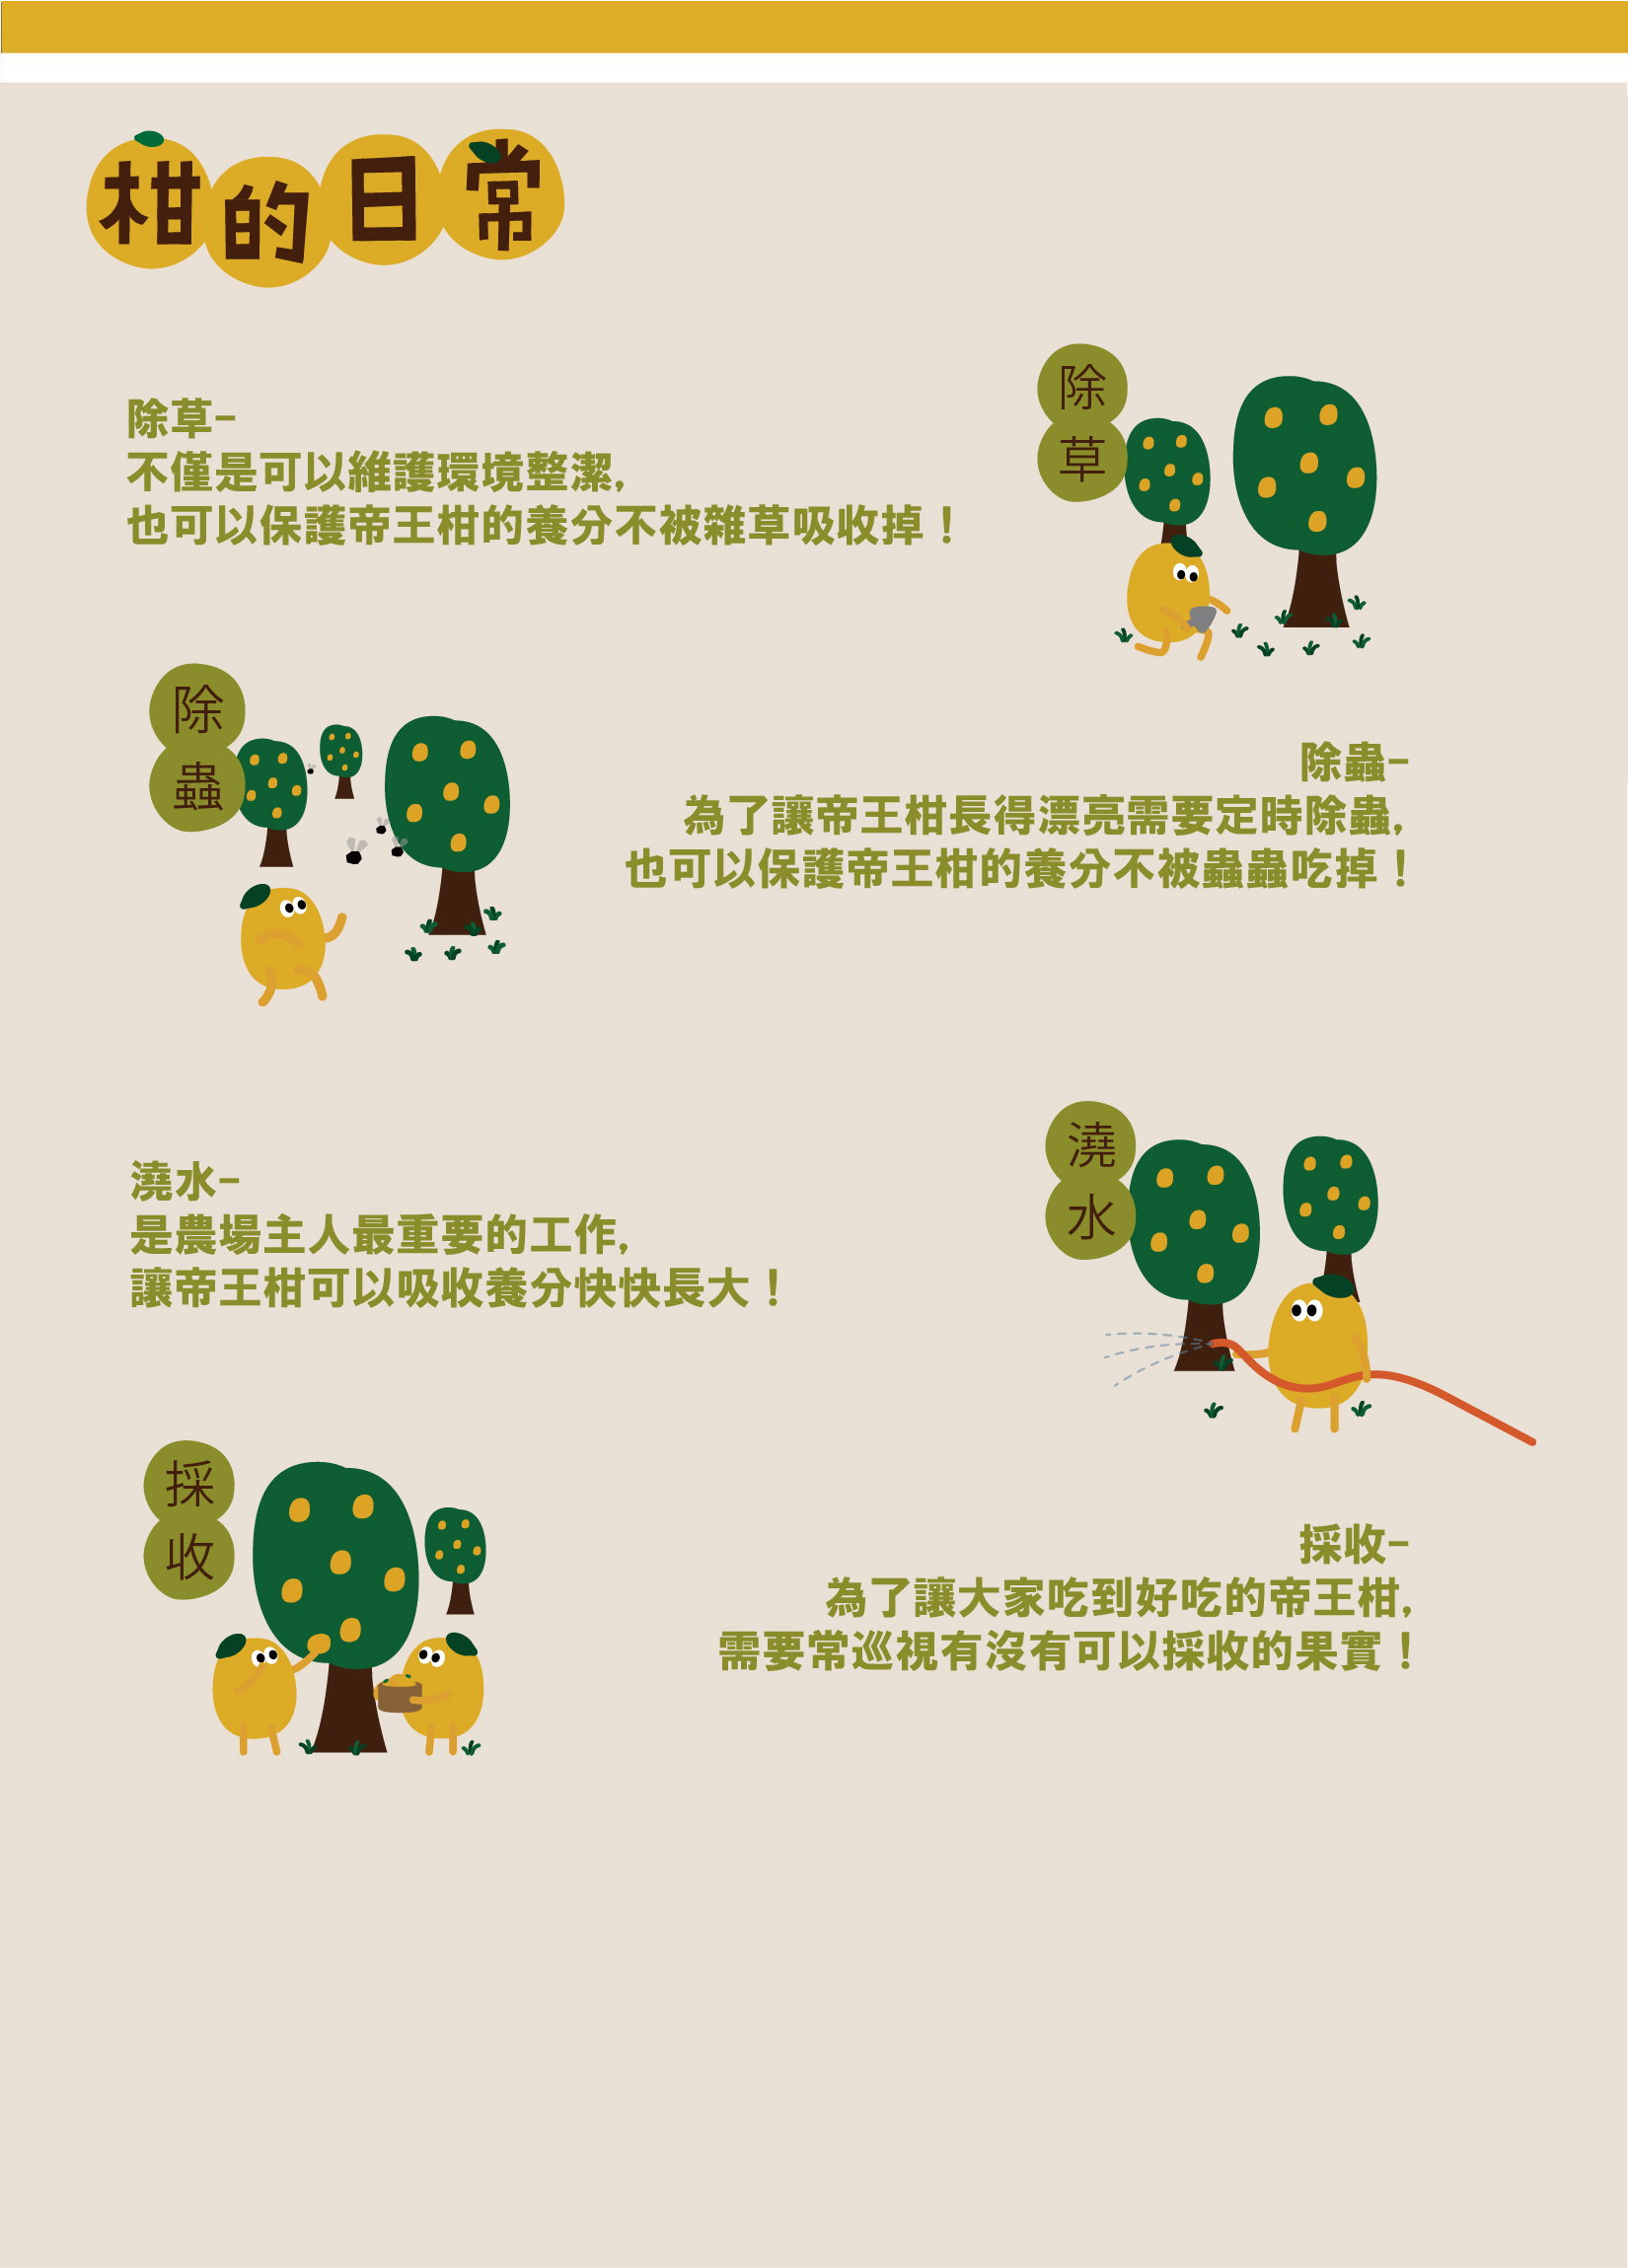 柑的日常
除草
除草-
不僅是可以維護環境整潔,
也可以保護帝王柑的養分不被雜草吸收掉！
除蟲
除蟲-
為了讓帝王柑長得漂亮需要定時除蟲,
也可以保護帝王柑的養分不被蟲蟲吃掉！
澆水
澆水-
是農場主人最重要的工作,
讓帝王柑可以吸收養分快快長大！
採收
採收-
為了讓大家吃到好吃的帝王柑,
需要常巡視有沒有可以採收的果實！